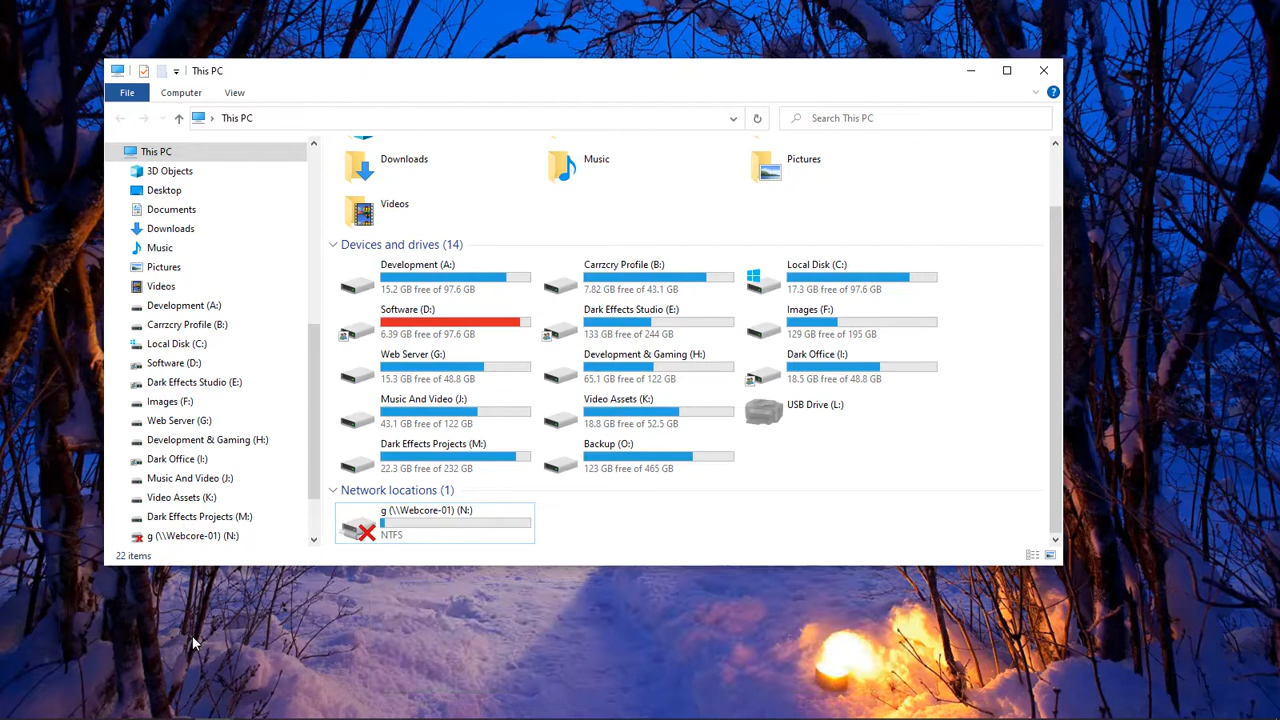 This PC
File
Computer
View
This PC
Search This PC
This PC
3D Objects
Desktop
Documents
Downloads
Music
Pictures
Videos
Development (A:)
Carrzcry Profile (B:)
Local Disk (C:)
Software (D:)
Dark Effects Studio (E:)
Images (F:)
Web Server (G:)
Development & Gaming (H:)
Dark Office (I:)
Music And Video (J:)
Video Assets (K:)
Dark Effects Projects (M:)
g (\\Webcore-01) (N:)
Downloads
Music
Pictures
Videos
Devices and drives (14)
Development (A:)
15.2 GB free of 97.6 GB
Carrzcry Profile (B:)
7.82 GB free of 43.1 GB
Local Disk (C:)
17.3 GB free of 97.6 GB
Software (D:)
6.39 GB free of 97.6 GB
Dark Effects Studio (E:)
133 GB free of 244 GB
Images (F:)
129 GB free of 195 GB
Web Server (G:)
15.3 GB free of 48.8 GB
Development & Gaming (H:)
65.1 GB free of 122 GB
Dark Office (I:)
18.5 GB free of 48.8 GB
Music And Video (J:)
43.1 GB free of 122 GB
Video Assets (K:)
18.8 GB free of 52.5 GB
USB Drive (L:)
Dark Effects Projects (M:)
22.3 GB free of 232 GB
Backup (O:)
123 GB free of 465 GB
Network locations (1)
g (\\Webcore-01) (N:)
NTFS
22 items